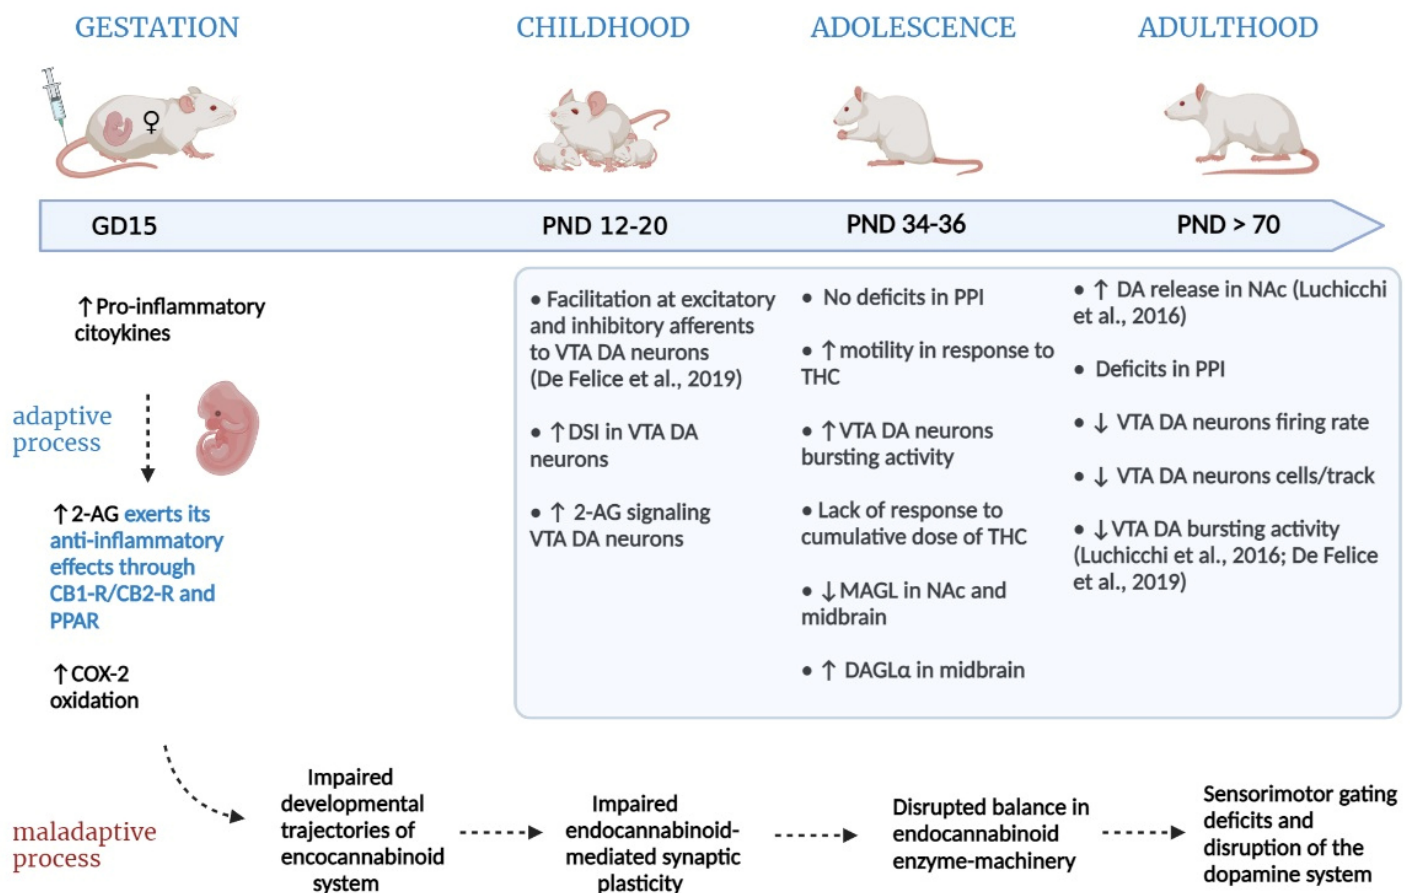 GESTATION
CHILDHOOD
ADOLESCENCE
ADULTHOOD
♀
GD15
PND 12-20
PND 34-36
PND > 70
↑ Pro-inflammatory
citoykines
adaptive
process
↑ 2-AG exerts its
anti-inflammatory
effects through
CB1-R/CB2-R and
PPAR
↑ COX-2
oxidation
• Facilitation at excitatory
and inhibitory afferents
to VTA DA neurons
(De Felice et al., 2019)
• ↑ DSI in VTA DA
neurons
• ↑ 2-AG signaling
VTA DA neurons
• No deficits in PPI
• ↑ motility in response to
THC
• ↑ VTA DA neurons
bursting activity
• Lack of response to
cumulative dose of THC
• ↓ MAGL in NAc and
midbrain
• ↑ DAGLα in midbrain
• ↑ DA release in NAc (Luchicchi
et al., 2016)
• Deficits in PPI
• ↓ VTA DA neurons firing rate
• ↓ VTA DA neurons cells/track
• ↓ VTA DA bursting activity
(Luchicchi et al., 2016; De Felice
et al., 2019)
maladaptive
process
Impaired
developmental
trajectories of
encocannabinoid
system
Impaired
endocannabinoid-
mediated synaptic
plasticity
Disrupted balance in
endocannabinoid
enzyme-machinery
Sensorimotor gating
deficits and
disruption of the
dopamine system